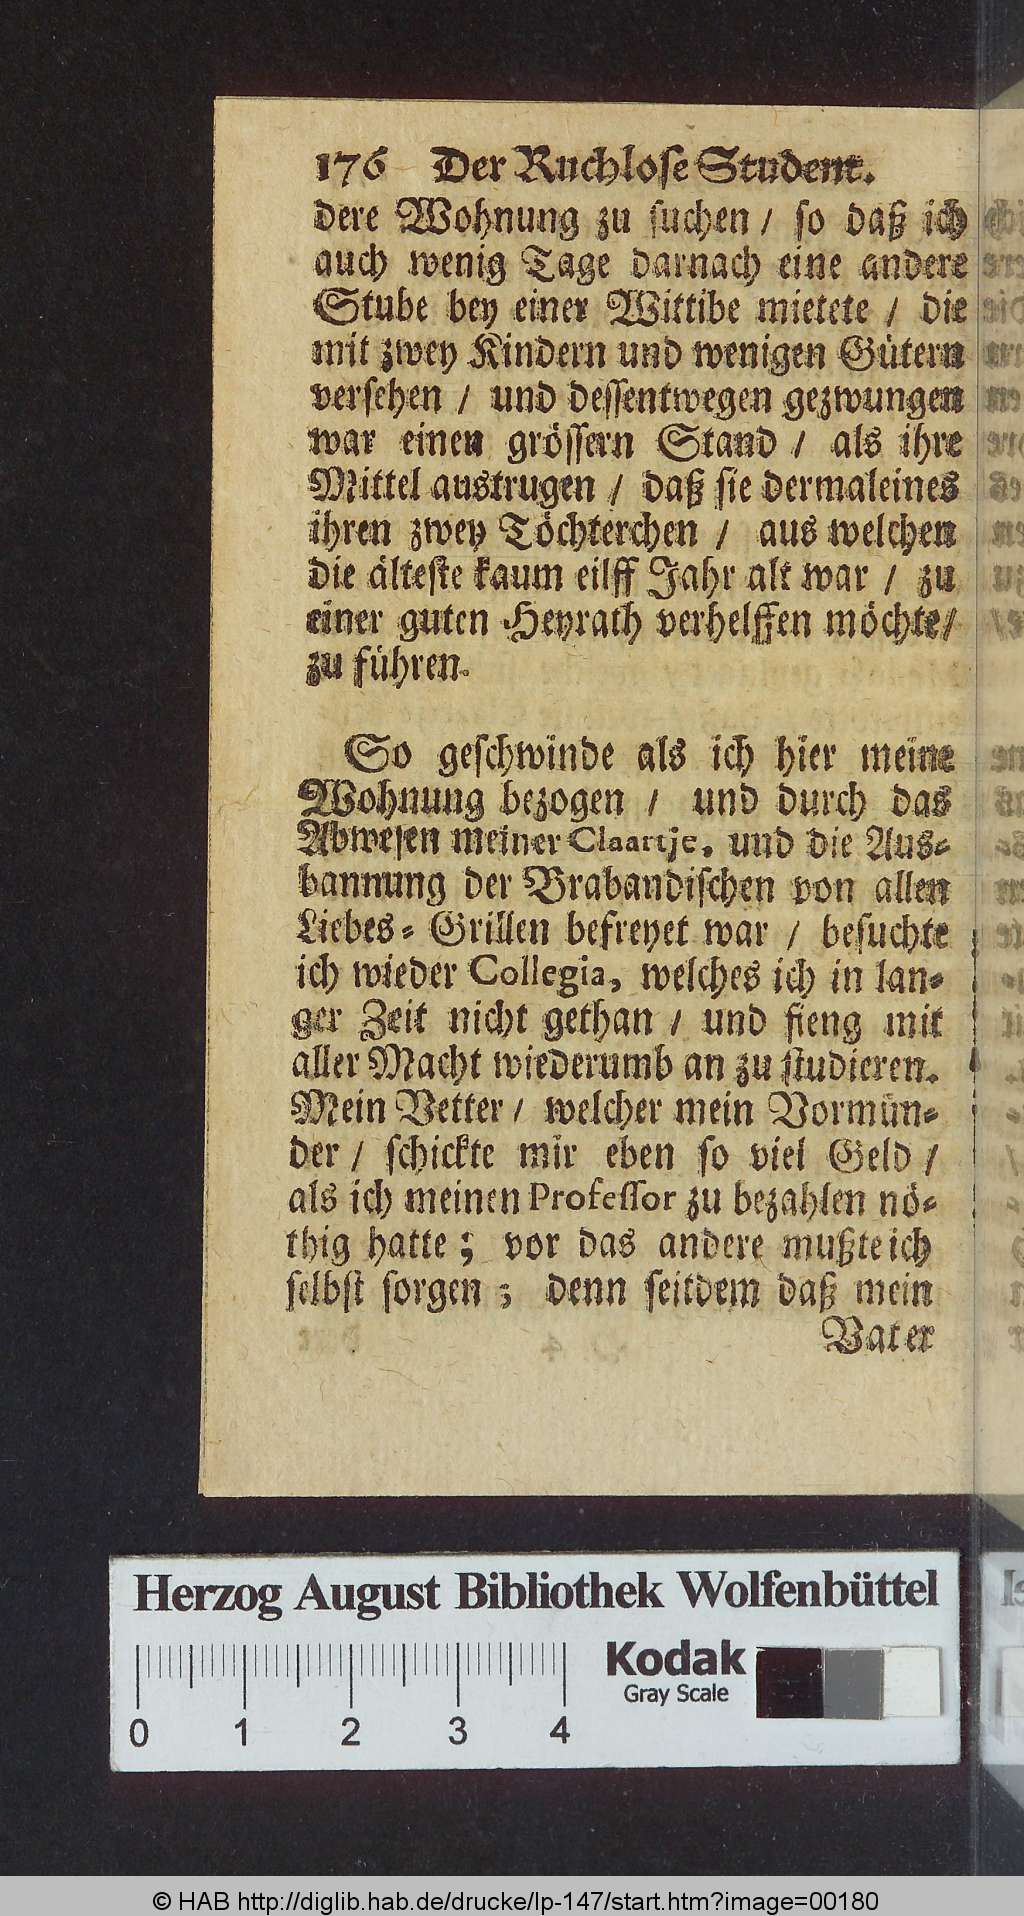 176 Der Ruchlose Student.
dere Wohnung zu suchen / so daß ich
auch wenig Tage darnach eine andere
Stube bey einer Wittibe mietete / die
mit zwey Kindern und wenigen Gütern
versehen / und dessentwegen gezwungen
war einen grössern Stand / als ihre
Mittel austrugen / daß sie dermaleines
ihren zwey Töchterchen / aus welchen
die älteste kaum eilff Jahr alt war / zu
einer guten Heyrath verhelffen möchte /
zu führen.
So geschwinde als ich hier meine
Wohnung bezogen / und durch das
Abwesen meiner Claartje, und die Aus-
bannung der Brabandischen von allen
Liebes-Grillen befreyet war / besuchte
ich wieder Collegia, welches ich in lan-
ger Zeit nicht gethan / und fieng mit
aller Macht wiederumb an zu studieren.
Mein Vetter / welcher mein Vormün-
der / schickte mir eben so viel Geld /
als ich meinen Professor zu bezahlen nö-
thig hatte; vor das andere mußte ich
selbst sorgen; denn seitdem daß mein
Vater
Herzog August Bibliothek Wolfenbüttel
Kodak
Gray Scale
0 1 2 3 4
© HAB http://diglib.hab.de/drucke/lp-147/start.htm?image=00180